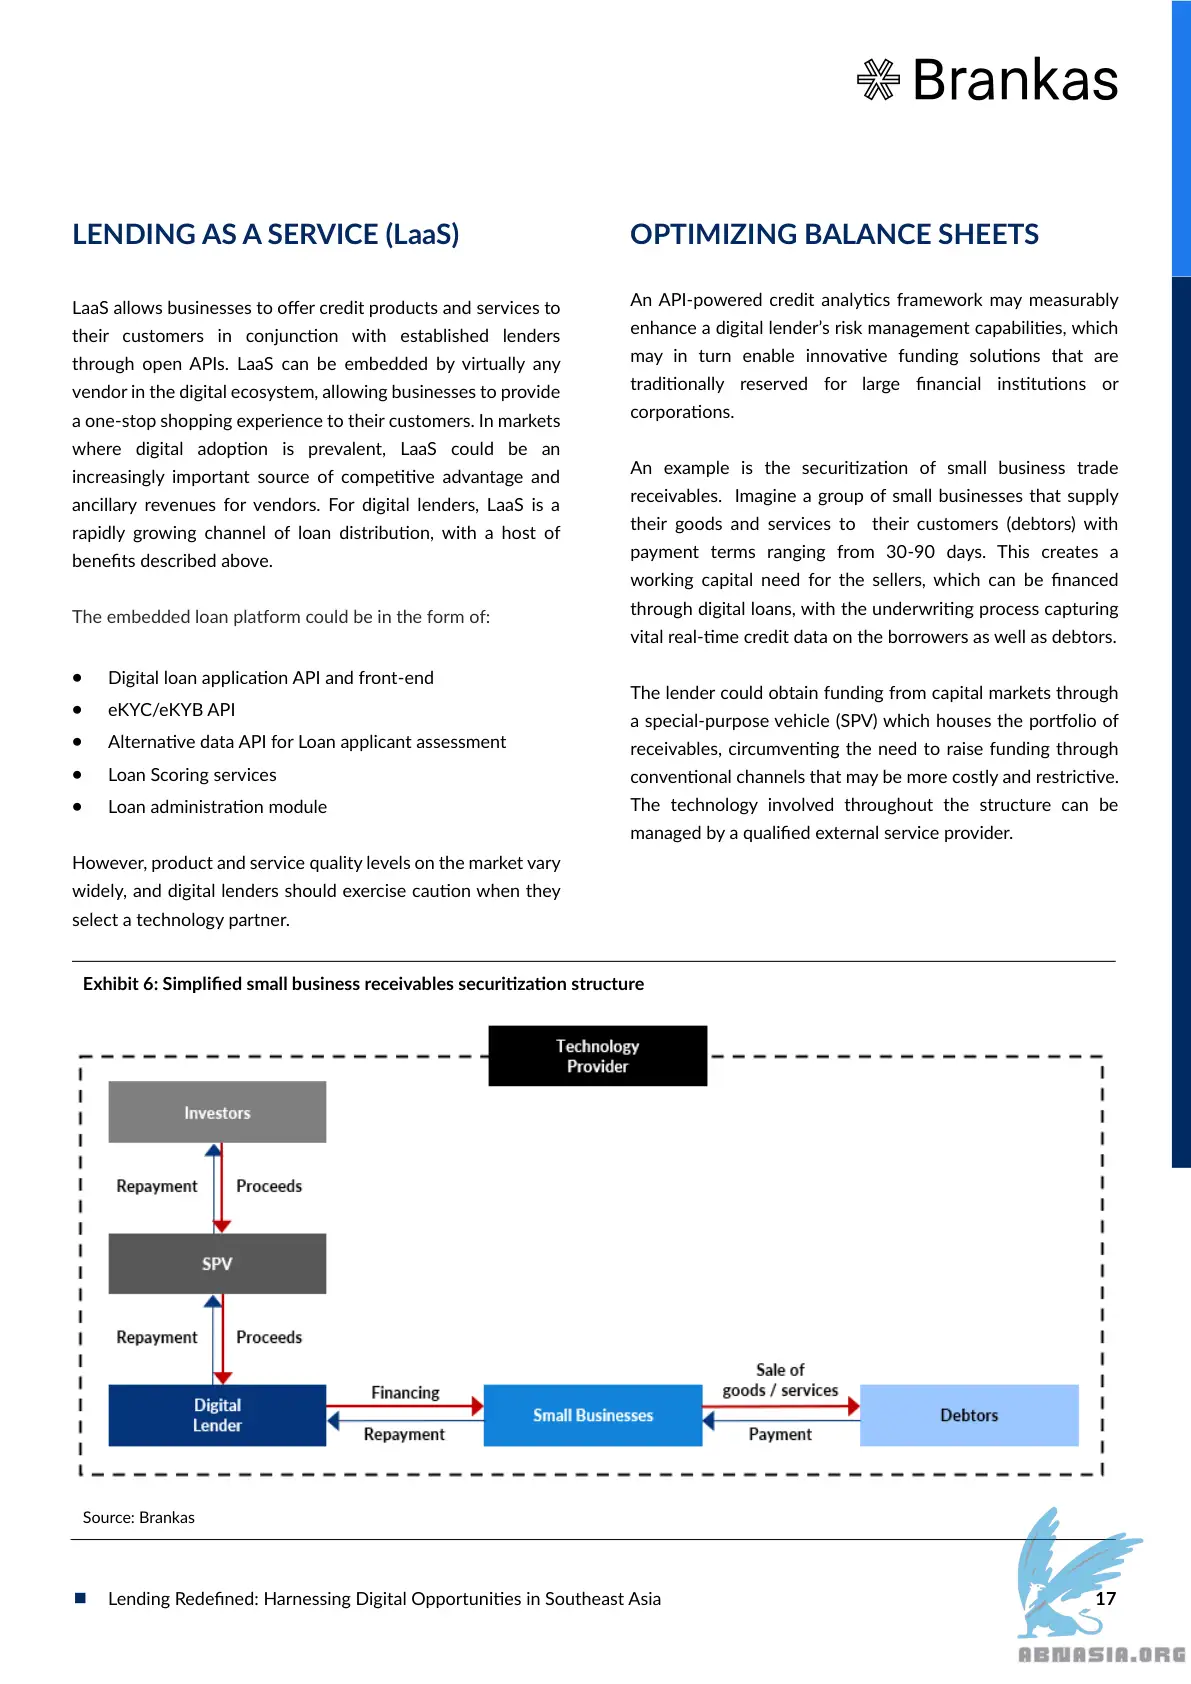 Brankas
LENDING AS A SERVICE (LaaS)
LaaS allows businesses to offer credit products and services to
their customers in conjunction with established lenders
through open APIs. LaaS can be embedded by virtually any
vendor in the digital ecosystem, allowing businesses to provide
a one-stop shopping experience to their customers. In markets
where digital adoption is prevalent, LaaS could be an
increasingly important source of competitive advantage and
ancillary revenues for vendors. For digital lenders, LaaS is a
rapidly growing channel of loan distribution, with a host of
benefits described above.
The embedded loan platform could be in the form of:
• Digital loan application API and front-end
• eKYC/eKYB API
• Alternative data API for Loan applicant assessment
• Loan Scoring services
• Loan administration module
However, product and service quality levels on the market vary
widely, and digital lenders should exercise caution when they
select a technology partner.
OPTIMIZING BALANCE SHEETS
An API-powered credit analytics framework may measurably
enhance a digital lender’s risk management capabilities, which
may in turn enable innovative funding solutions that are
traditionally reserved for large financial institutions or
corporations.
An example is the securitization of small business trade
receivables. Imagine a group of small businesses that supply
their goods and services to their customers (debtors) with
payment terms ranging from 30-90 days. This creates a
working capital need for the sellers, which can be financed
through digital loans, with the underwriting process capturing
vital real-time credit data on the borrowers as well as debtors.
The lender could obtain funding from capital markets through
a special-purpose vehicle (SPV) which houses the portfolio of
receivables, circumventing the need to raise funding through
conventional channels that may be more costly and restrictive.
The technology involved throughout the structure can be
managed by a qualified external service provider.
Exhibit 6: Simplified small business receivables securitization structure
Technology
Provider
Investors
Repayment Proceeds
SPV
Repayment Proceeds
Digital
Lender
Financing
Repayment
Small Businesses
Sale of
goods / services
Payment
Debtors
Source: Brankas
Lending Redefined: Harnessing Digital Opportunities in Southeast Asia
17
ABNASIA.ORG